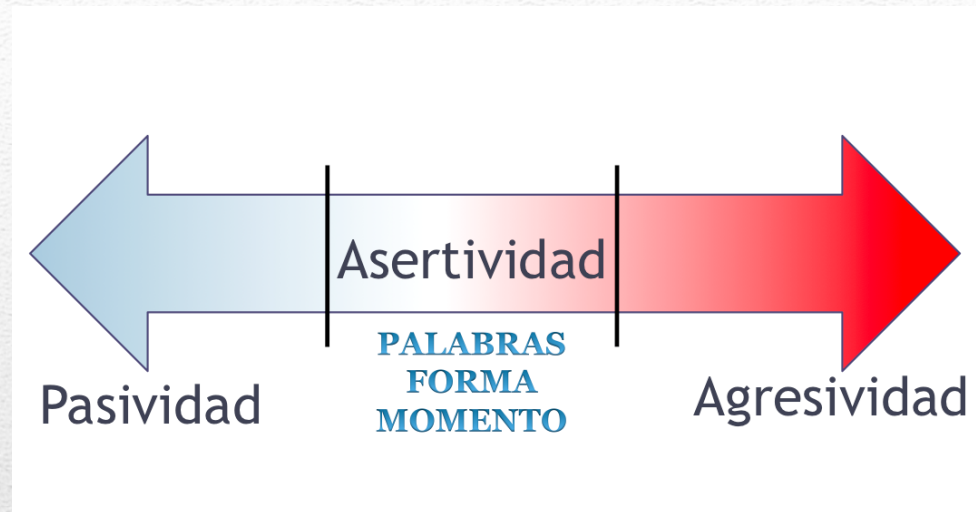 Asertividad
PALABRAS
FORMA
MOMENTO
Pasividad
Agresividad